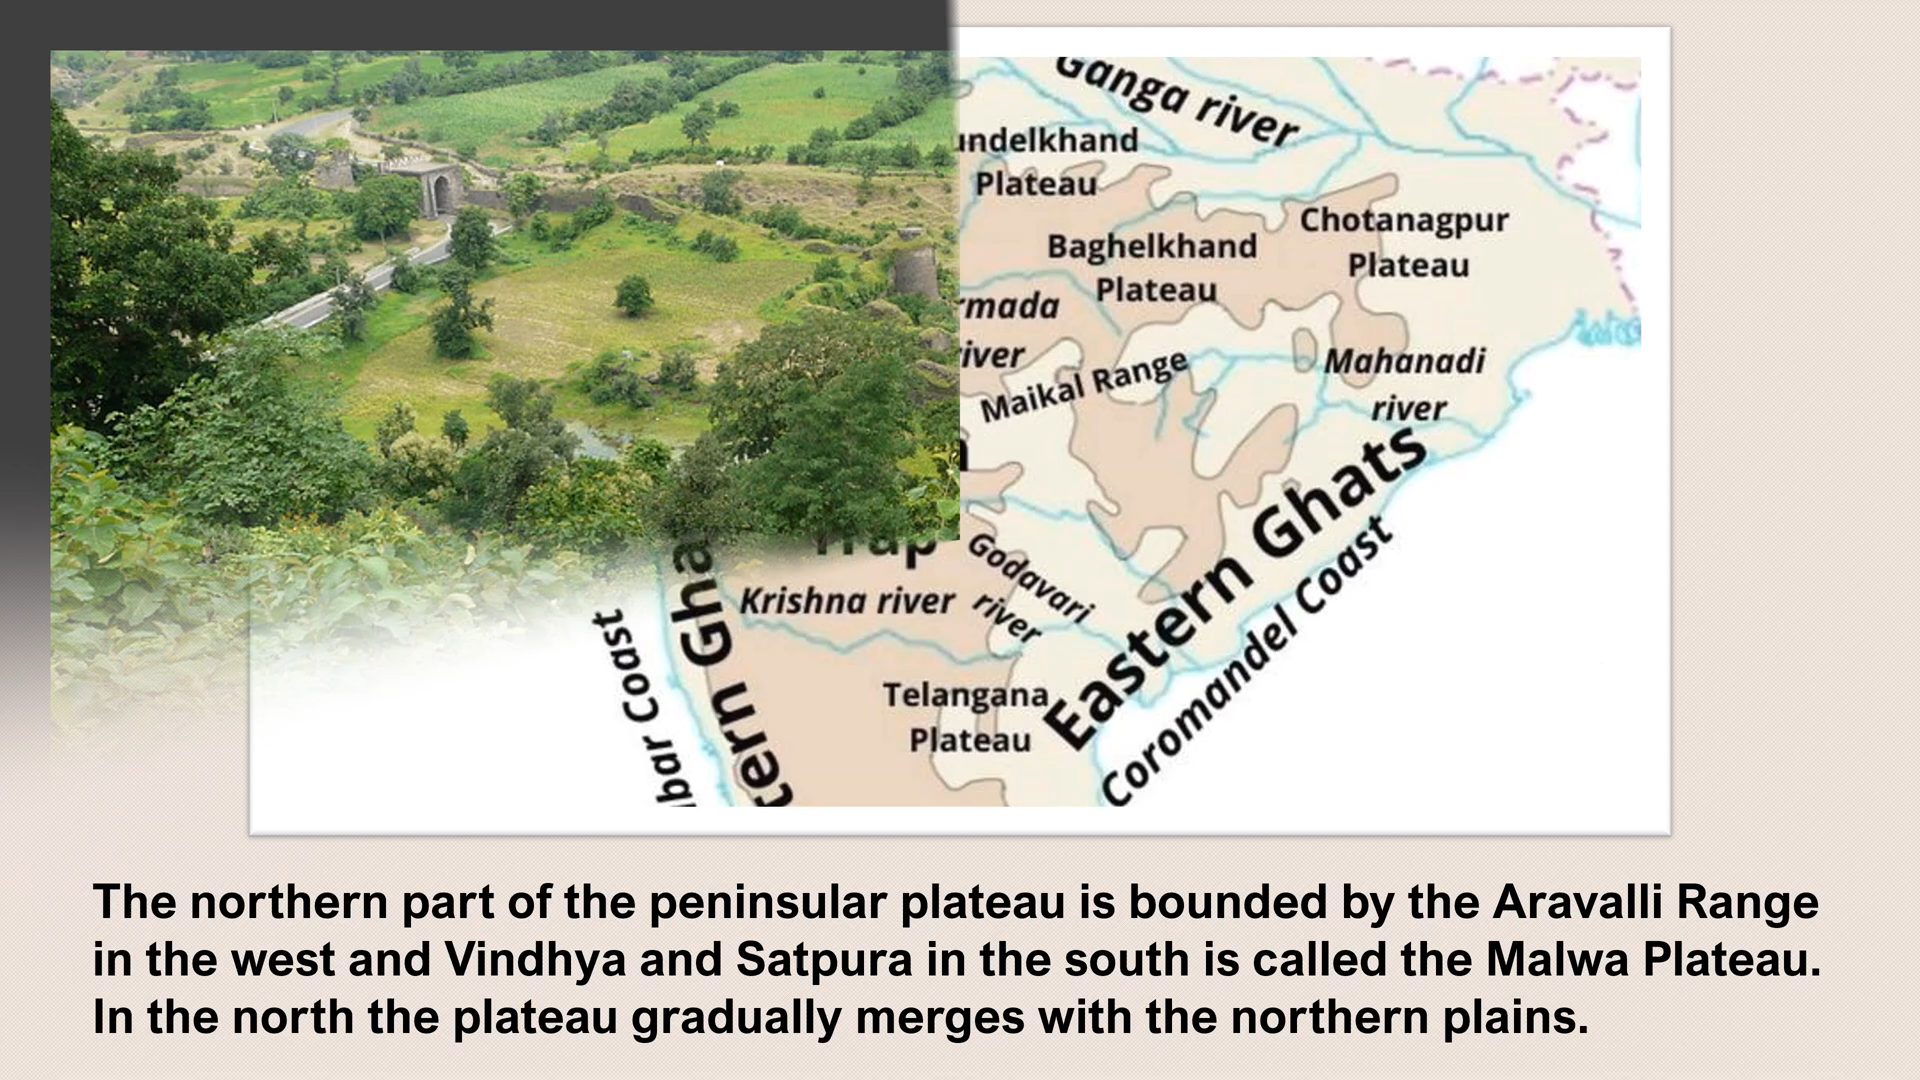 Ganga river
Plateau
Baghelkhand
Plateau
Chotanagpur
Plateau
Maikal Range
Mahanadi
river
Eastern Ghats
Coromandel Coast
Godavari
river
Krishna river
Telangana
Plateau
Coast
The northern part of the peninsular plateau is bounded by the Aravalli Range
in the west and Vindhya and Satpura in the south is called the Malwa Plateau.
In the north the plateau gradually merges with the northern plains.